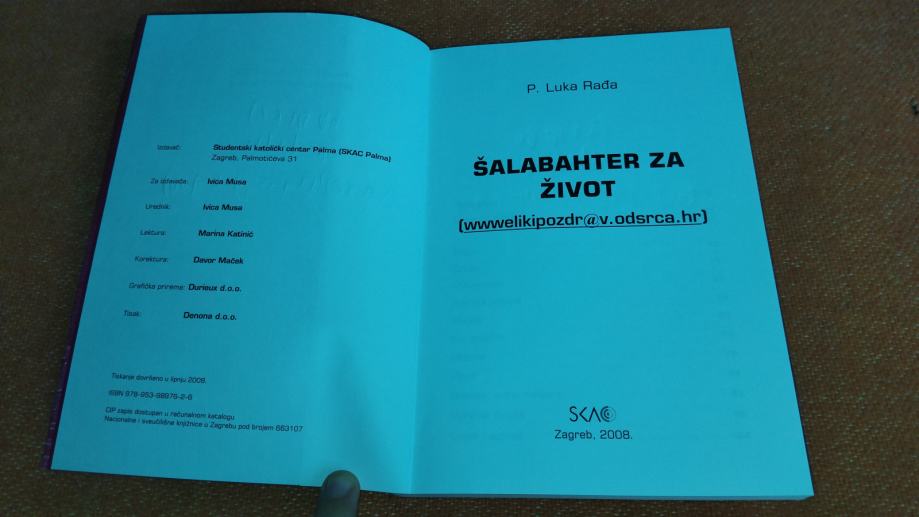 Izdavač: Studentski katolički centar Palma (SKAC Palma)
Zagreb, Palmotićeva 31
Za izdavača: Ivica Musa
Urednik: Ivica Musa
Lektura: Marina Katinić
Korektura: Davor Maček
Grafička prireme: Durieux d.o.o.
Tisak: Denona d.o.o.
Tiskanje dovršeno u lipnju 2008.
ISBN 978-953-98976-2-6
CIP zapis dostupan u računalnom katalogu
Nacionalne i sveučilišne knjižnice u Zagrebu pod brojem 663107
P. Luka Rađa
ŠALABAHTER ZA
ŽIVOT
(wwwelikipozdr@v.odsrca.hr)
SKAC
Zagreb, 2008.